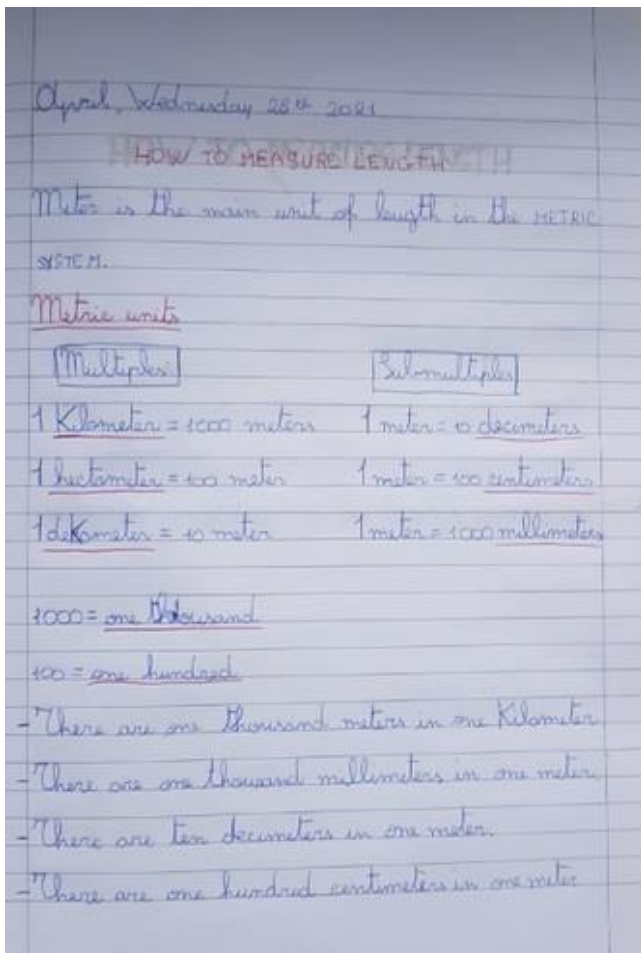 April, Wednesday 28th 2021
HOW TO MEASURE LENGTH
Meter is the main unit of length in the METRIC
SYSTEM.
Metric units
Multiples Submultiples
1 Kilometer = 1000 meters 1 meter = 10 decimeters
1 hectometer = 100 meter 1 meter = 100 centimeters
1 dekameter = 10 meter 1 meter = 1000 millimeters
1000 = one thousand
100 = one hundred
- There are one thousand meters in one Kilometer
- There are one thousand millimeters in one meter
- There are ten decimeters in one meter.
- There are one hundred centimeters in one meter